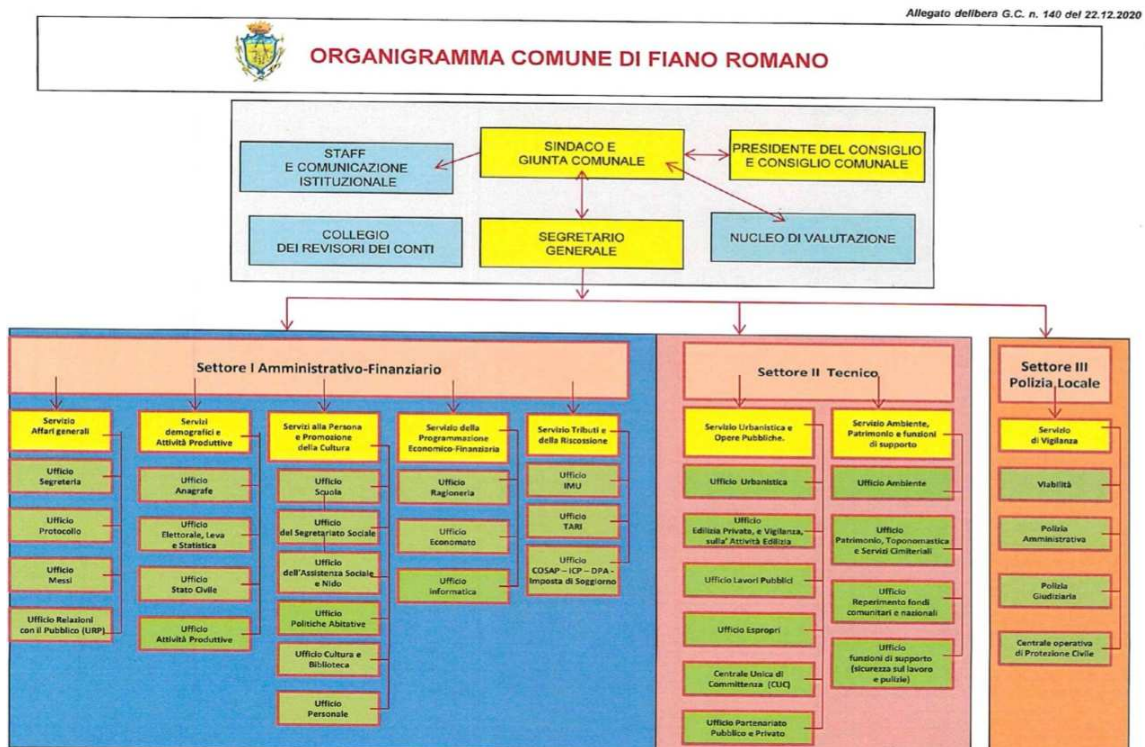 Allegato delibera G.C. n. 140 del 22.12.2020
ORGANIGRAMMA COMUNE DI FIANO ROMANO
STAFF
E COMUNICAZIONE
ISTITUZIONALE
SINDACO E
GIUNTA COMUNALE
PRESIDENTE DEL CONSIGLIO
E CONSIGLIO COMUNALE
COLLEGIO
DEI REVISORI DEI CONTI
SEGRETARIO
GENERALE
NUCLEO DI VALUTAZIONE
Settore I Amministrativo-Finanziario
Servizio
Affari generali
Ufficio
Segreteria
Ufficio
Protocollo
Ufficio
Messi
Ufficio Relazioni
con il Pubblico (URP)
Servizi
demografici e
Attività Produttive
Ufficio
Anagrafe
Ufficio
Elettorale, Leva
e Statistica
Ufficio
Stato Civile
Ufficio
Attività Produttive
Servizi alla Persona
e Promozione
della Cultura
Ufficio
Scuola
Ufficio
del Segretariato Sociale
Ufficio
dell'Assistenza Sociale
e Nido
Ufficio
Politiche Abitative
Ufficio Cultura e
Biblioteca
Ufficio
Personale
Servizio della
Programmazione
Economico-Finanziaria
Ufficio
Ragioneria
Ufficio
Economato
Ufficio
informatica
Servizio Tributi e
della Riscossione
Ufficio
IMU
Ufficio
TARI
Ufficio
COSAP – ICP – DPA -
Imposta di Soggiorno
Settore II Tecnico
Servizio Urbanistica e
Opere Pubbliche.
Ufficio Urbanistica
Ufficio
Edilizia Privata, e Vigilanza,
sulla' Attività Edilizia
Ufficio Lavori Pubblici
Ufficio Espropri
Centrale Unica di
Committenza (CUC)
Ufficio Partenariato
Pubblico e Privato
Servizio Ambiente,
Patrimonio e funzioni
di supporto
Ufficio Ambiente
Ufficio
Patrimonio, Toponomastica
e Servizi Cimiteriali
Ufficio
Reperimento fondi
comunitari e nazionali
Ufficio
funzioni di supporto
(sicurezza sul lavoro
e pulizie)
Settore III
Polizia Locale
Servizio
di Vigilanza
Viabilità
Polizia
Amministrativa
Polizia
Giudiziaria
Centrale operativa
di Protezione Civile